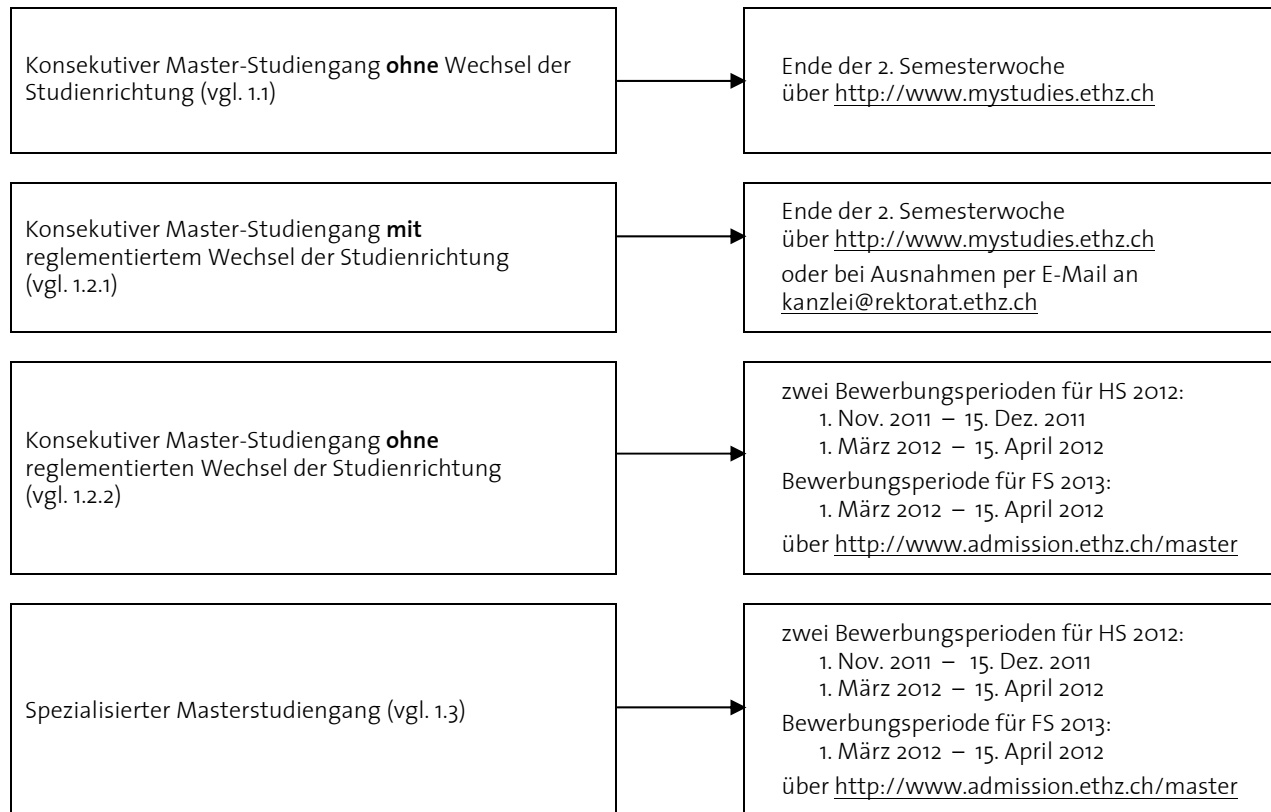 Konsekutiver Master-Studiengang ohne Wechsel der
Studienrichtung (vgl. 1.1)
Ende der 2. Semesterwoche
über http://www.mystudies.ethz.ch
Konsekutiver Master-Studiengang mit
reglementiertem Wechsel der Studienrichtung
(vgl. 1.2.1)
Ende der 2. Semesterwoche
über http://www.mystudies.ethz.ch
oder bei Ausnahmen per E-Mail an
kanzlei@rektorat.ethz.ch
Konsekutiver Master-Studiengang ohne
reglementierten Wechsel der Studienrichtung
(vgl. 1.2.2)
zwei Bewerbungsperioden für HS 2012:
1. Nov. 2011 – 15. Dez. 2011
1. März 2012 – 15. April 2012
Bewerbungsperiode für FS 2013:
1. März 2012 – 15. April 2012
über http://www.admission.ethz.ch/master
Spezialisierter Masterstudiengang (vgl. 1.3)
zwei Bewerbungsperioden für HS 2012:
1. Nov. 2011 – 15. Dez. 2011
1. März 2012 – 15. April 2012
Bewerbungsperiode für FS 2013:
1. März 2012 – 15. April 2012
über http://www.admission.ethz.ch/master